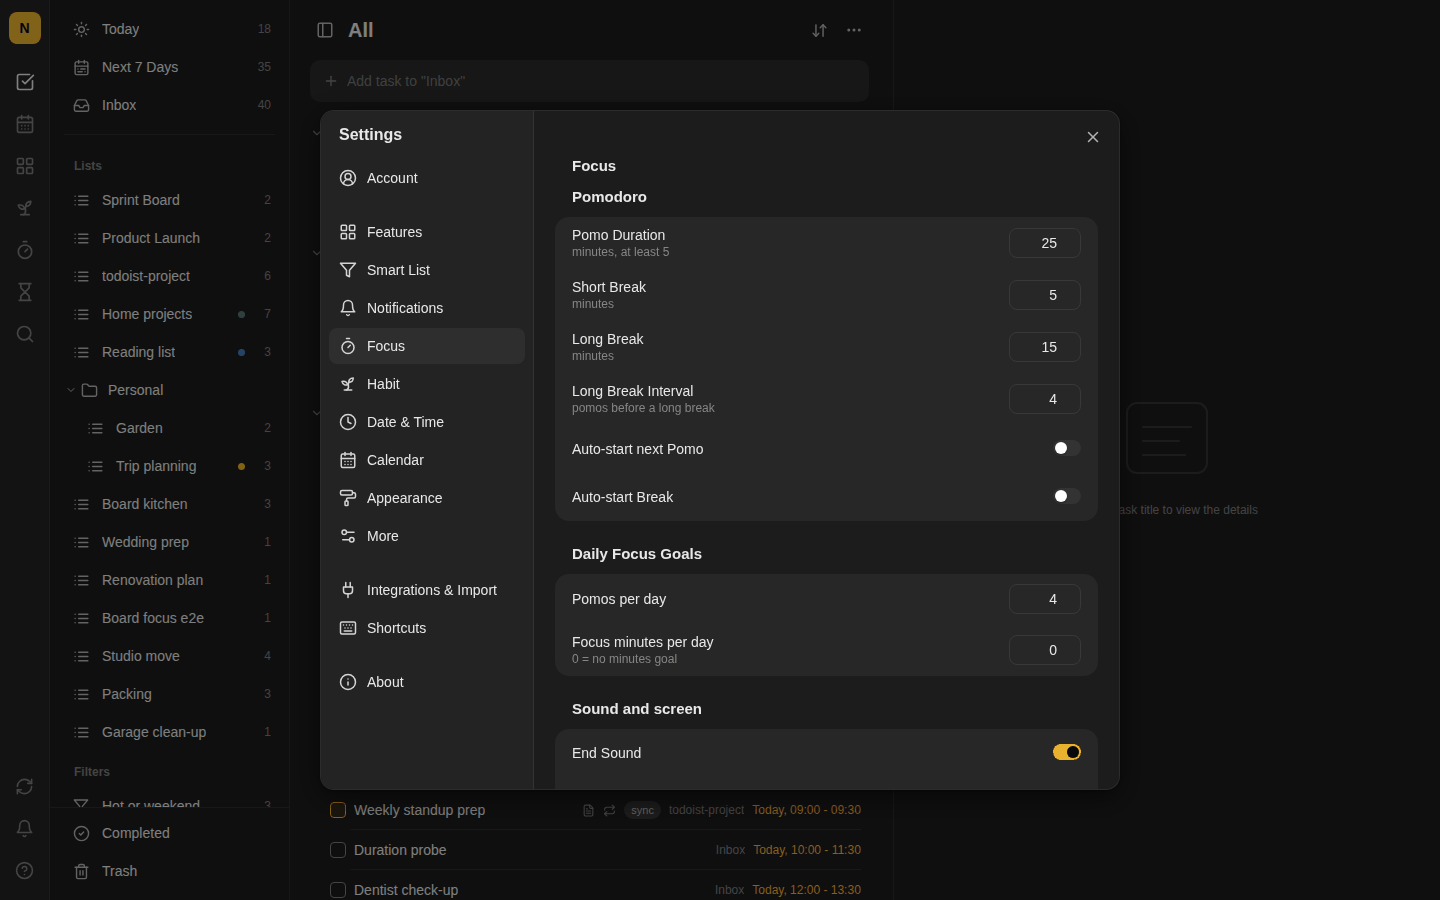 N
Today 18
Next 7 Days 35
Inbox 40
Lists
Sprint Board 2
Product Launch 2
todoist-project 6
Home projects 7
Reading list 3
Personal
Garden 2
Trip planning 3
Board kitchen 3
Wedding prep 1
Renovation plan 1
Board focus e2e 1
Studio move 4
Packing 3
Garage clean-up 1
Filters
Hot or weekend 3
Completed
Trash
All
Add task to "Inbox"
Settings
Account
Features
Smart List
Notifications
Focus
Habit
Date & Time
Calendar
Appearance
More
Integrations & Import
Shortcuts
About
Focus
Pomodoro
Pomo Duration 25
minutes, at least 5
Short Break 5
minutes
Long Break 15
minutes
Long Break Interval 4
pomos before a long break
Auto-start next Pomo
Auto-start Break
Daily Focus Goals
Pomos per day 4
Focus minutes per day 0
0 = no minutes goal
Sound and screen
End Sound
Weekly standup prep sync todoist-project Today, 09:00 - 09:30
Duration probe Inbox Today, 10:00 - 11:30
Dentist check-up Inbox Today, 12:00 - 13:30
title to view the details